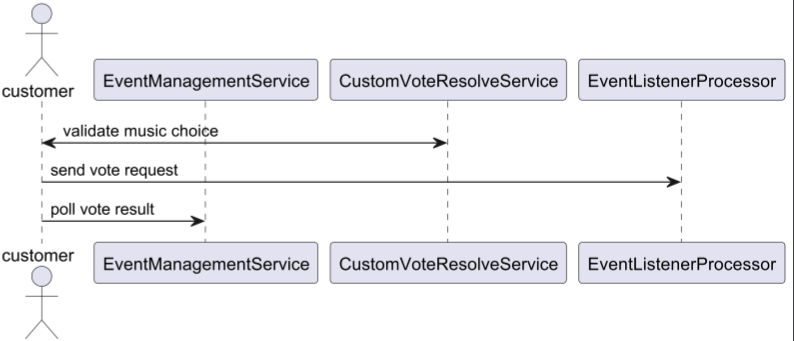 customer
EventManagementService
CustomVoteResolveService
EventListenerProcessor
validate music choice
send vote request
poll vote result
customer
EventManagementService
CustomVoteResolveService
EventListenerProcessor